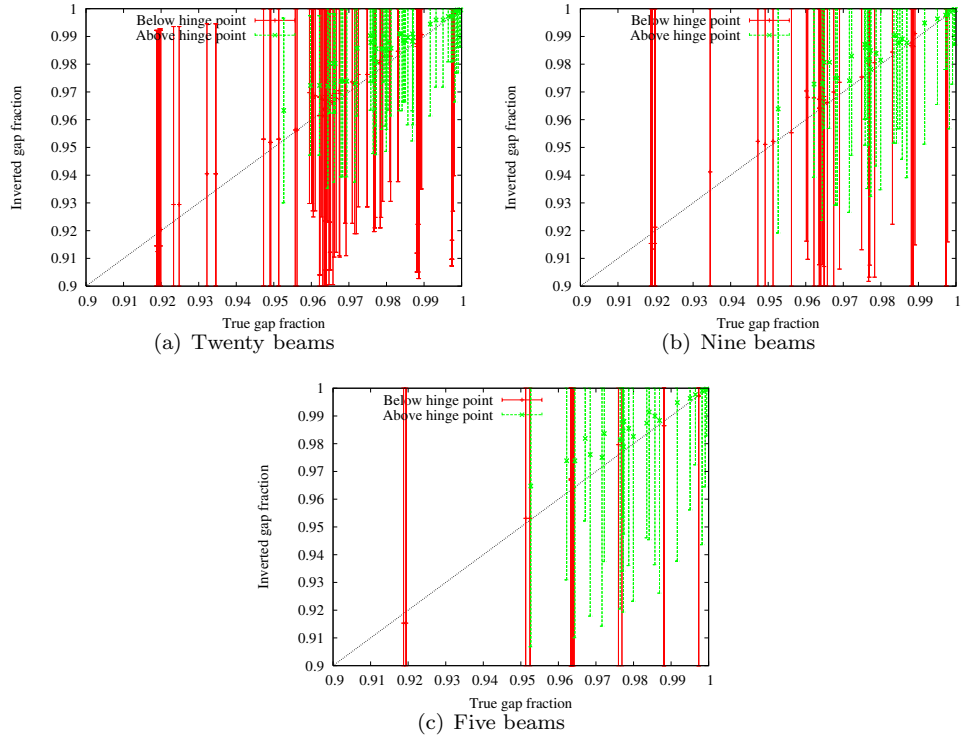 Below hinge point
Above hinge point
Inverted gap fraction
1
0.99
0.98
0.97
0.96
0.95
0.94
0.93
0.92
0.91
0.9
0.9 0.91 0.92 0.93 0.94 0.95 0.96 0.97 0.98 0.99 1
True gap fraction
(a) Twenty beams
Below hinge point
Above hinge point
Inverted gap fraction
1
0.99
0.98
0.97
0.96
0.95
0.94
0.93
0.92
0.91
0.9
0.9 0.91 0.92 0.93 0.94 0.95 0.96 0.97 0.98 0.99 1
True gap fraction
(b) Nine beams
Below hinge point
Above hinge point
Inverted gap fraction
1
0.99
0.98
0.97
0.96
0.95
0.94
0.93
0.92
0.91
0.9
0.9 0.91 0.92 0.93 0.94 0.95 0.96 0.97 0.98 0.99 1
True gap fraction
(c) Five beams